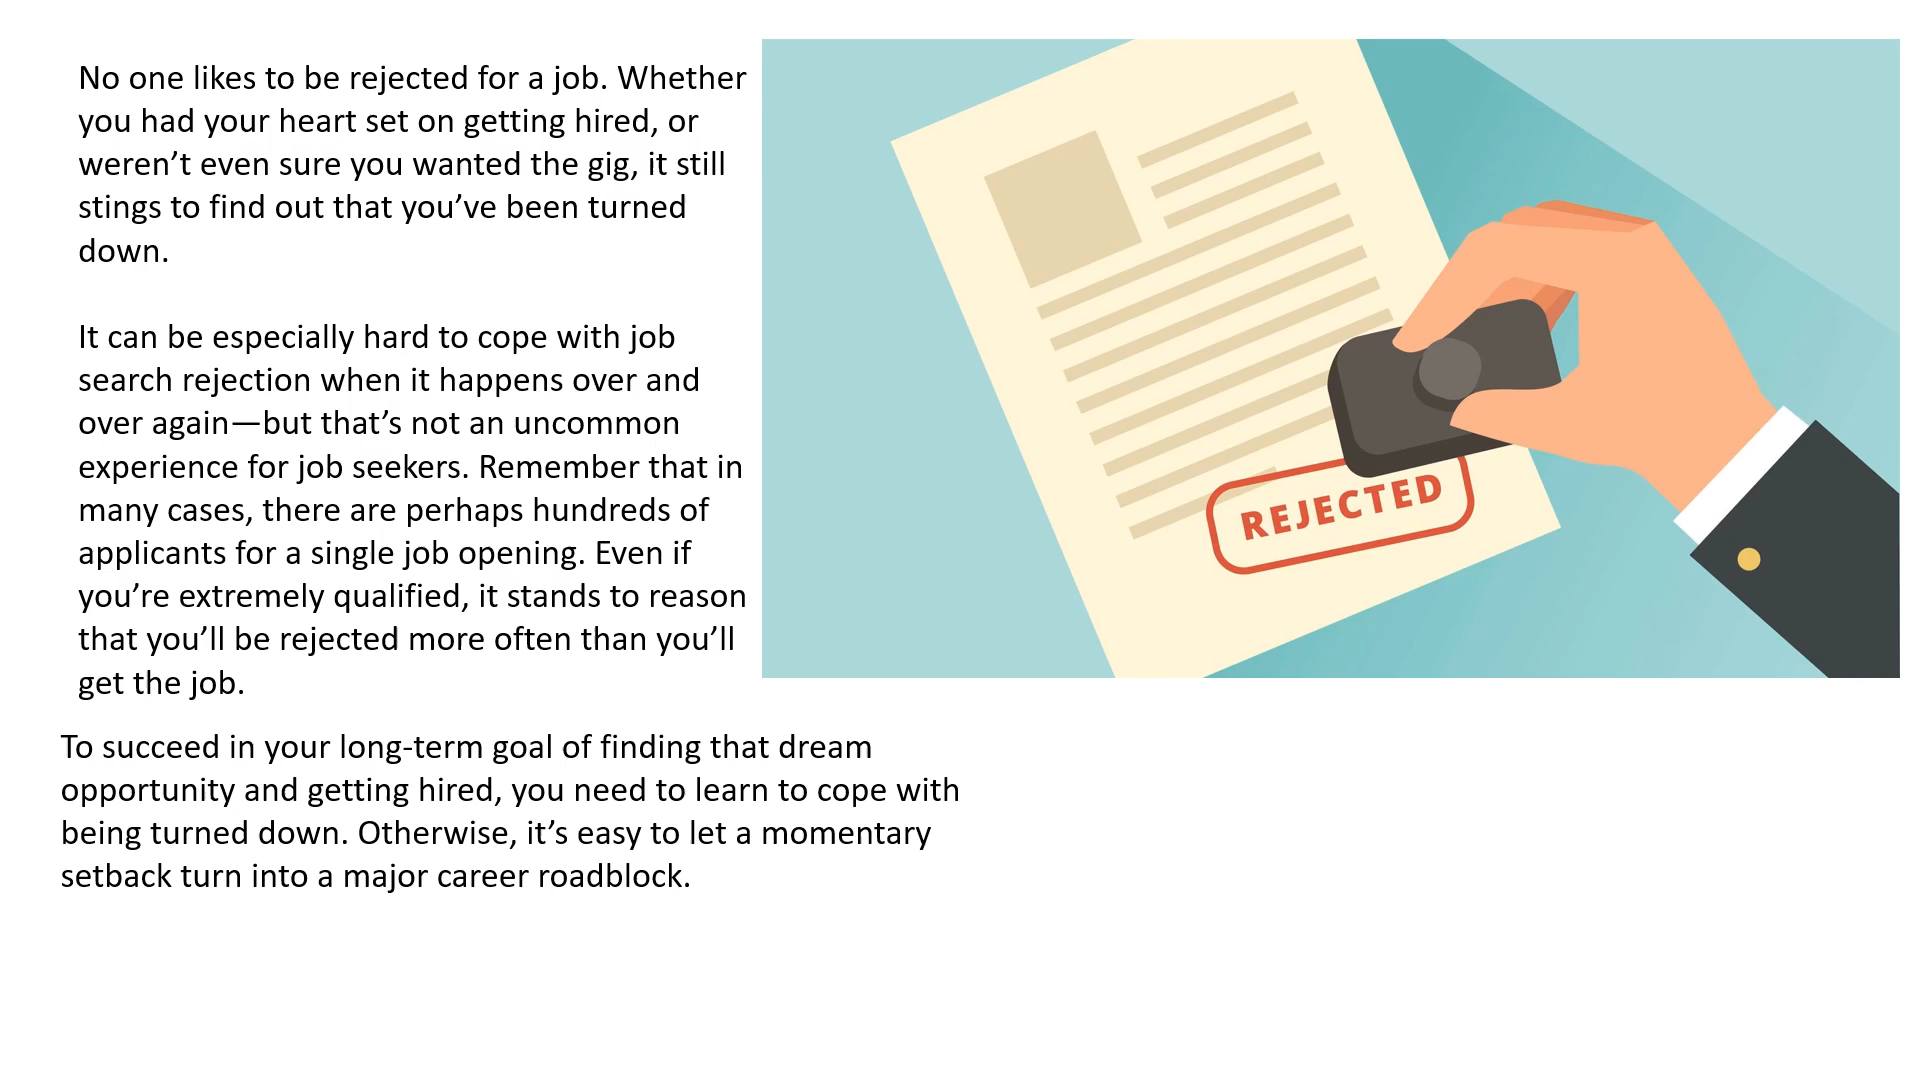 No one likes to be rejected for a job. Whether
you had your heart set on getting hired, or
weren’t even sure you wanted the gig, it still
stings to find out that you’ve been turned
down.
It can be especially hard to cope with job
search rejection when it happens over and
over again—but that’s not an uncommon
experience for job seekers. Remember that in
many cases, there are perhaps hundreds of
applicants for a single job opening. Even if
you’re extremely qualified, it stands to reason
that you’ll be rejected more often than you’ll
get the job.
REJECTED
To succeed in your long-term goal of finding that dream
opportunity and getting hired, you need to learn to cope with
being turned down. Otherwise, it’s easy to let a momentary
setback turn into a major career roadblock.